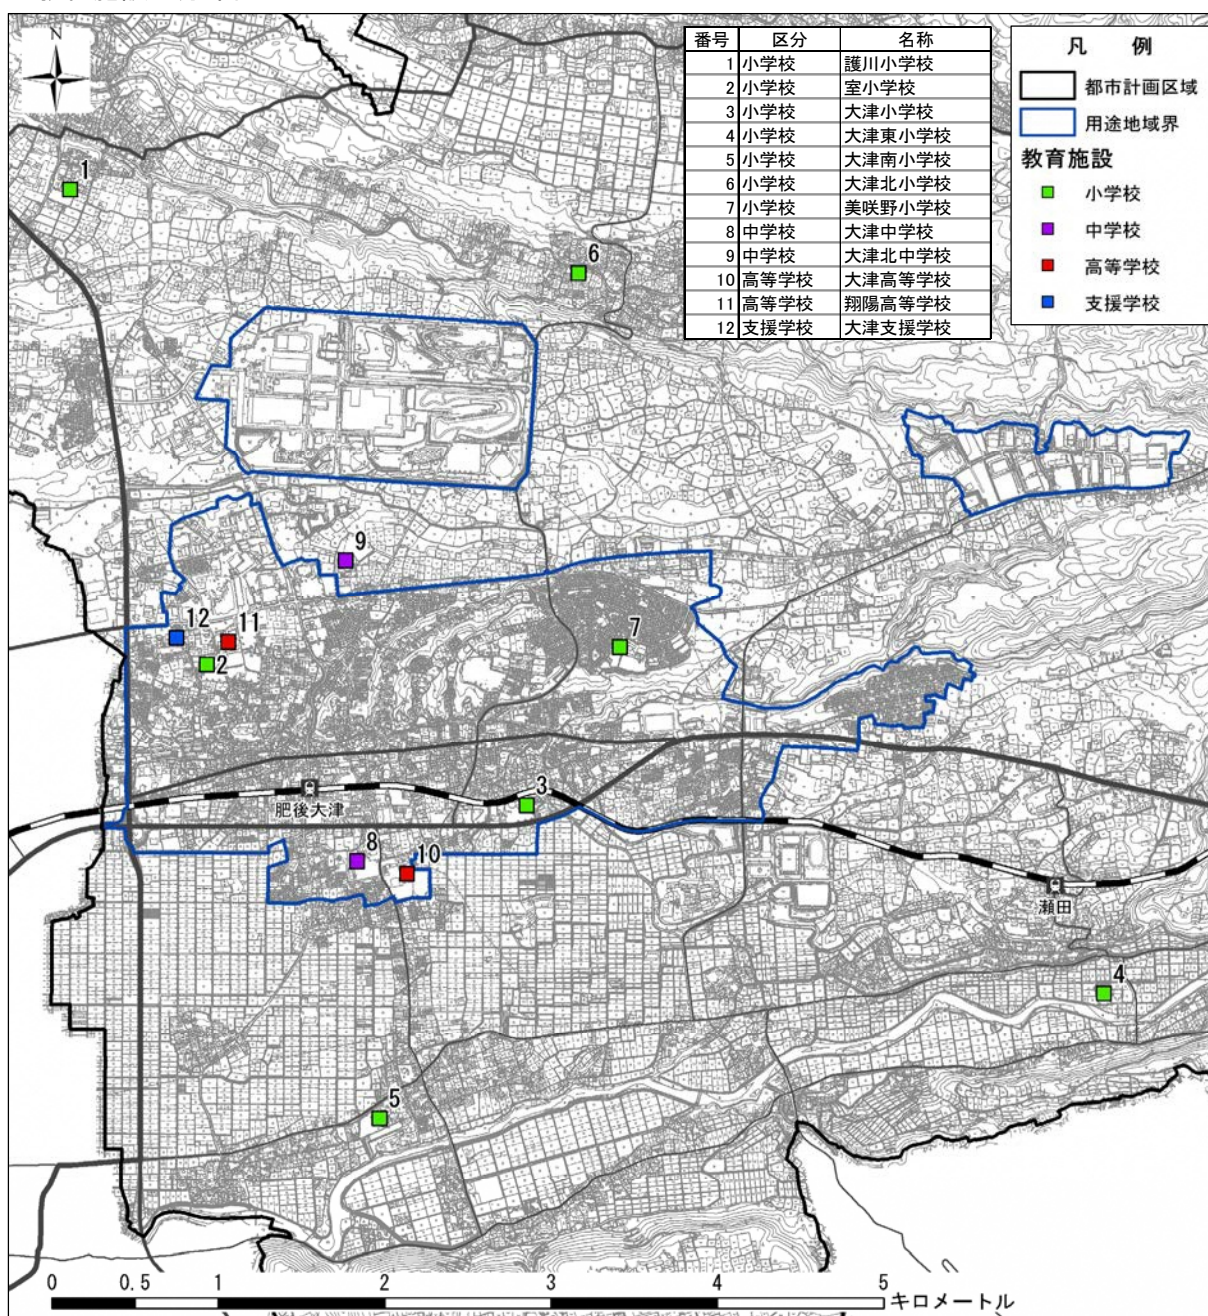 N
番号 区分 名称
1 小学校 護川小学校
2 小学校 室小学校
3 小学校 大津小学校
4 小学校 大津東小学校
5 小学校 大津南小学校
6 小学校 大津北小学校
7 小学校 美咲野小学校
8 中学校 大津中学校
9 中学校 大津北中学校
10 高等学校 大津高等学校
11 高等学校 翔陽高等学校
12 支援学校 大津支援学校
凡 例
都市計画区域
用途地域界
教育施設
小学校
中学校
高等学校
支援学校
1
6
9
12
11
2
7
3
肥後大津
8
10
瀬田
4
5
0 0.5 1 2 3 4 5
キロメートル